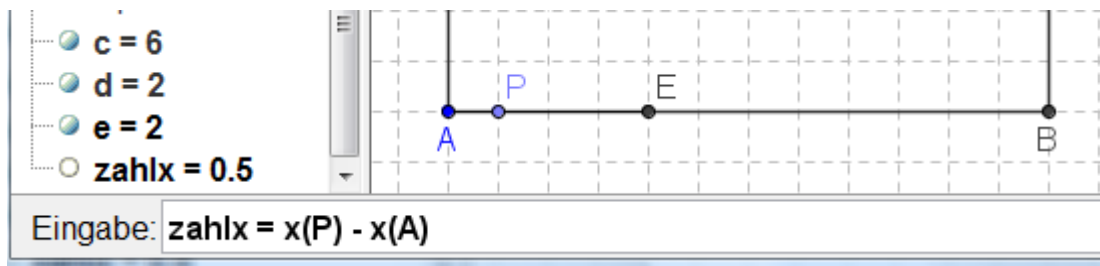 c = 6
d = 2
e = 2
zahlx = 0.5
P
E
A
B
Eingabe: zahlx = x(P) - x(A)